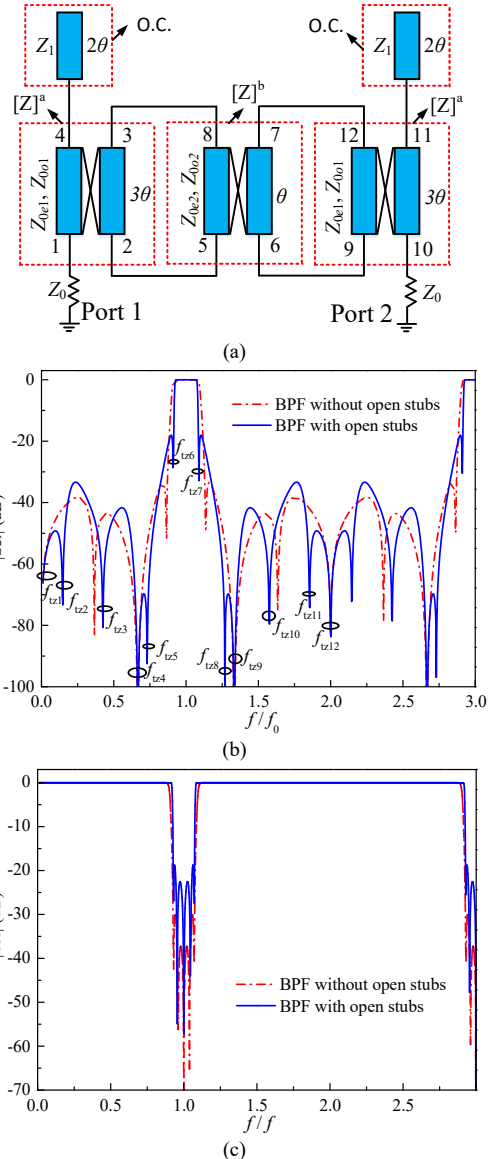 O.C. O.C.
Z1 2θ Z1 2θ
[Z]a [Z]b [Z]a
4 3 8 7 12 11
Z0e1, Z0o1 3θ Z0e2, Z0o2 θ Z0e1, Z0o1 3θ
1 2 5 6 9 10
Z0 Port 1 Port 2 Z0
(a)
0
-20
-40
-60
-80
-100
BPF without open stubs
BPF with open stubs
ftz6
ftz7
ftz1
ftz2
ftz3
ftz4
ftz5
ftz8
ftz9
ftz10
ftz11
ftz12
0.0 0.5 1.0 1.5 2.0 2.5 3.0
f / f0
(b)
0
-10
-20
-30
-40
-50
-60
-70
BPF without open stubs
BPF with open stubs
0.0 0.5 1.0 1.5 2.0 2.5
f / f
(c)